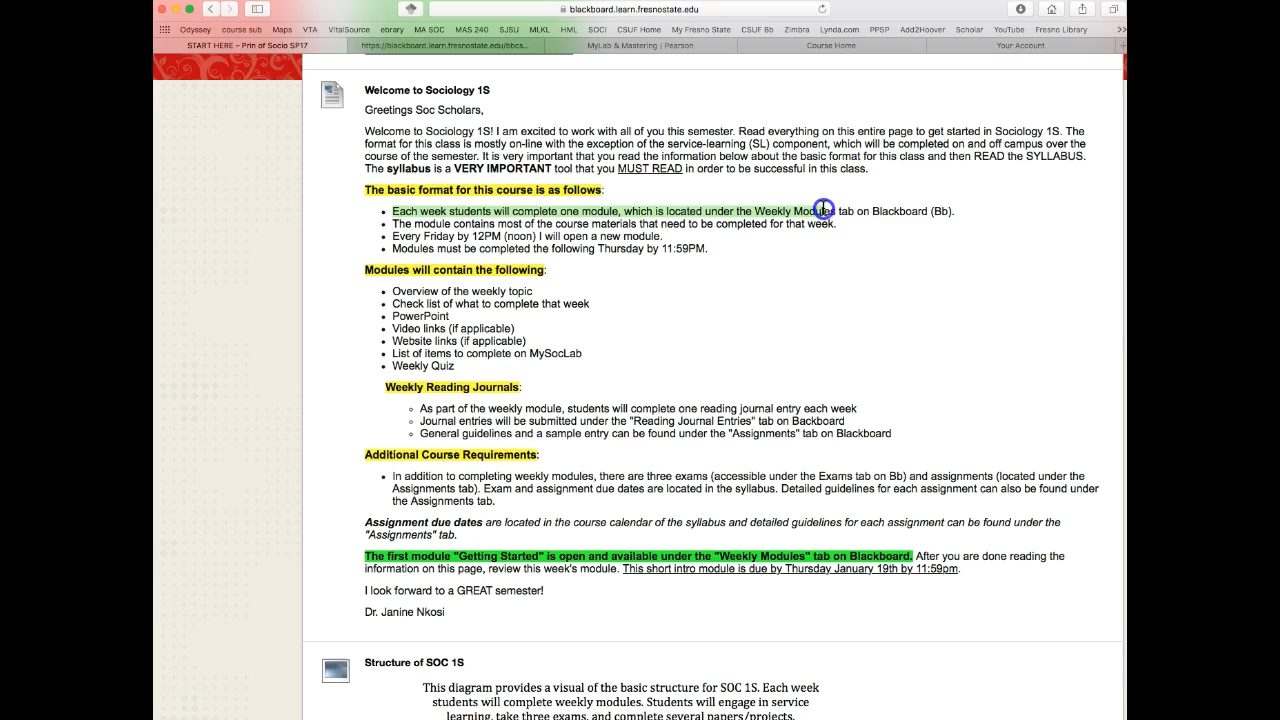 blackboard.learn.fresnostate.edu
Odyssey course sub Maps VTA VitalSource ebrary MA SOC MAS 240 SJSU MLKL HML SOCI CSUF Home My Fresno State CSUF Bb Zimbra Lynda.com PPSP Add2Hoover Scholar YouTube Fresno Library >>
START HERE – Prin of Socio SP17 https://blackboard.learn.fresnostate.edu/bbcs... MyLab & Mastering | Pearson Course Home Your Account
Welcome to Sociology 1S
Greetings Soc Scholars,
Welcome to Sociology 1S! I am excited to work with all of you this semester. Read everything on this entire page to get started in Sociology 1S. The
format for this class is mostly on-line with the exception of the service-learning (SL) component, which will be completed on and off campus over the
course of the semester. It is very important that you read the information below about the basic format for this class and then READ the SYLLABUS.
The syllabus is a VERY IMPORTANT tool that you MUST READ in order to be successful in this class.
The basic format for this course is as follows:
• Each week students will complete one module, which is located under the Weekly Modules tab on Blackboard (Bb).
• The module contains most of the course materials that need to be completed for that week.
• Every Friday by 12PM (noon) I will open a new module.
• Modules must be completed the following Thursday by 11:59PM.
Modules will contain the following:
• Overview of the weekly topic
• Check list of what to complete that week
• PowerPoint
• Video links (if applicable)
• Website links (if applicable)
• List of items to complete on MySocLab
• Weekly Quiz
Weekly Reading Journals:
◦ As part of the weekly module, students will complete one reading journal entry each week
◦ Journal entries will be submitted under the "Reading Journal Entries" tab on Backboard
◦ General guidelines and a sample entry can be found under the "Assignments" tab on Blackboard
Additional Course Requirements:
• In addition to completing weekly modules, there are three exams (accessible under the Exams tab on Bb) and assignments (located under the
Assignments tab). Exam and assignment due dates are located in the syllabus. Detailed guidelines for each assignment can also be found under
the Assignments tab.
Assignment due dates are located in the course calendar of the syllabus and detailed guidelines for each assignment can be found under the
"Assignments" tab.
The first module "Getting Started" is open and available under the "Weekly Modules" tab on Blackboard. After you are done reading the
information on this page, review this week's module. This short intro module is due by Thursday January 19th by 11:59pm.
I look forward to a GREAT semester!
Dr. Janine Nkosi
Structure of SOC 1S
This diagram provides a visual of the basic structure for SOC 1S. Each week
students will complete weekly modules. Students will engage in service
learning, take three exams, and complete several papers/projects.